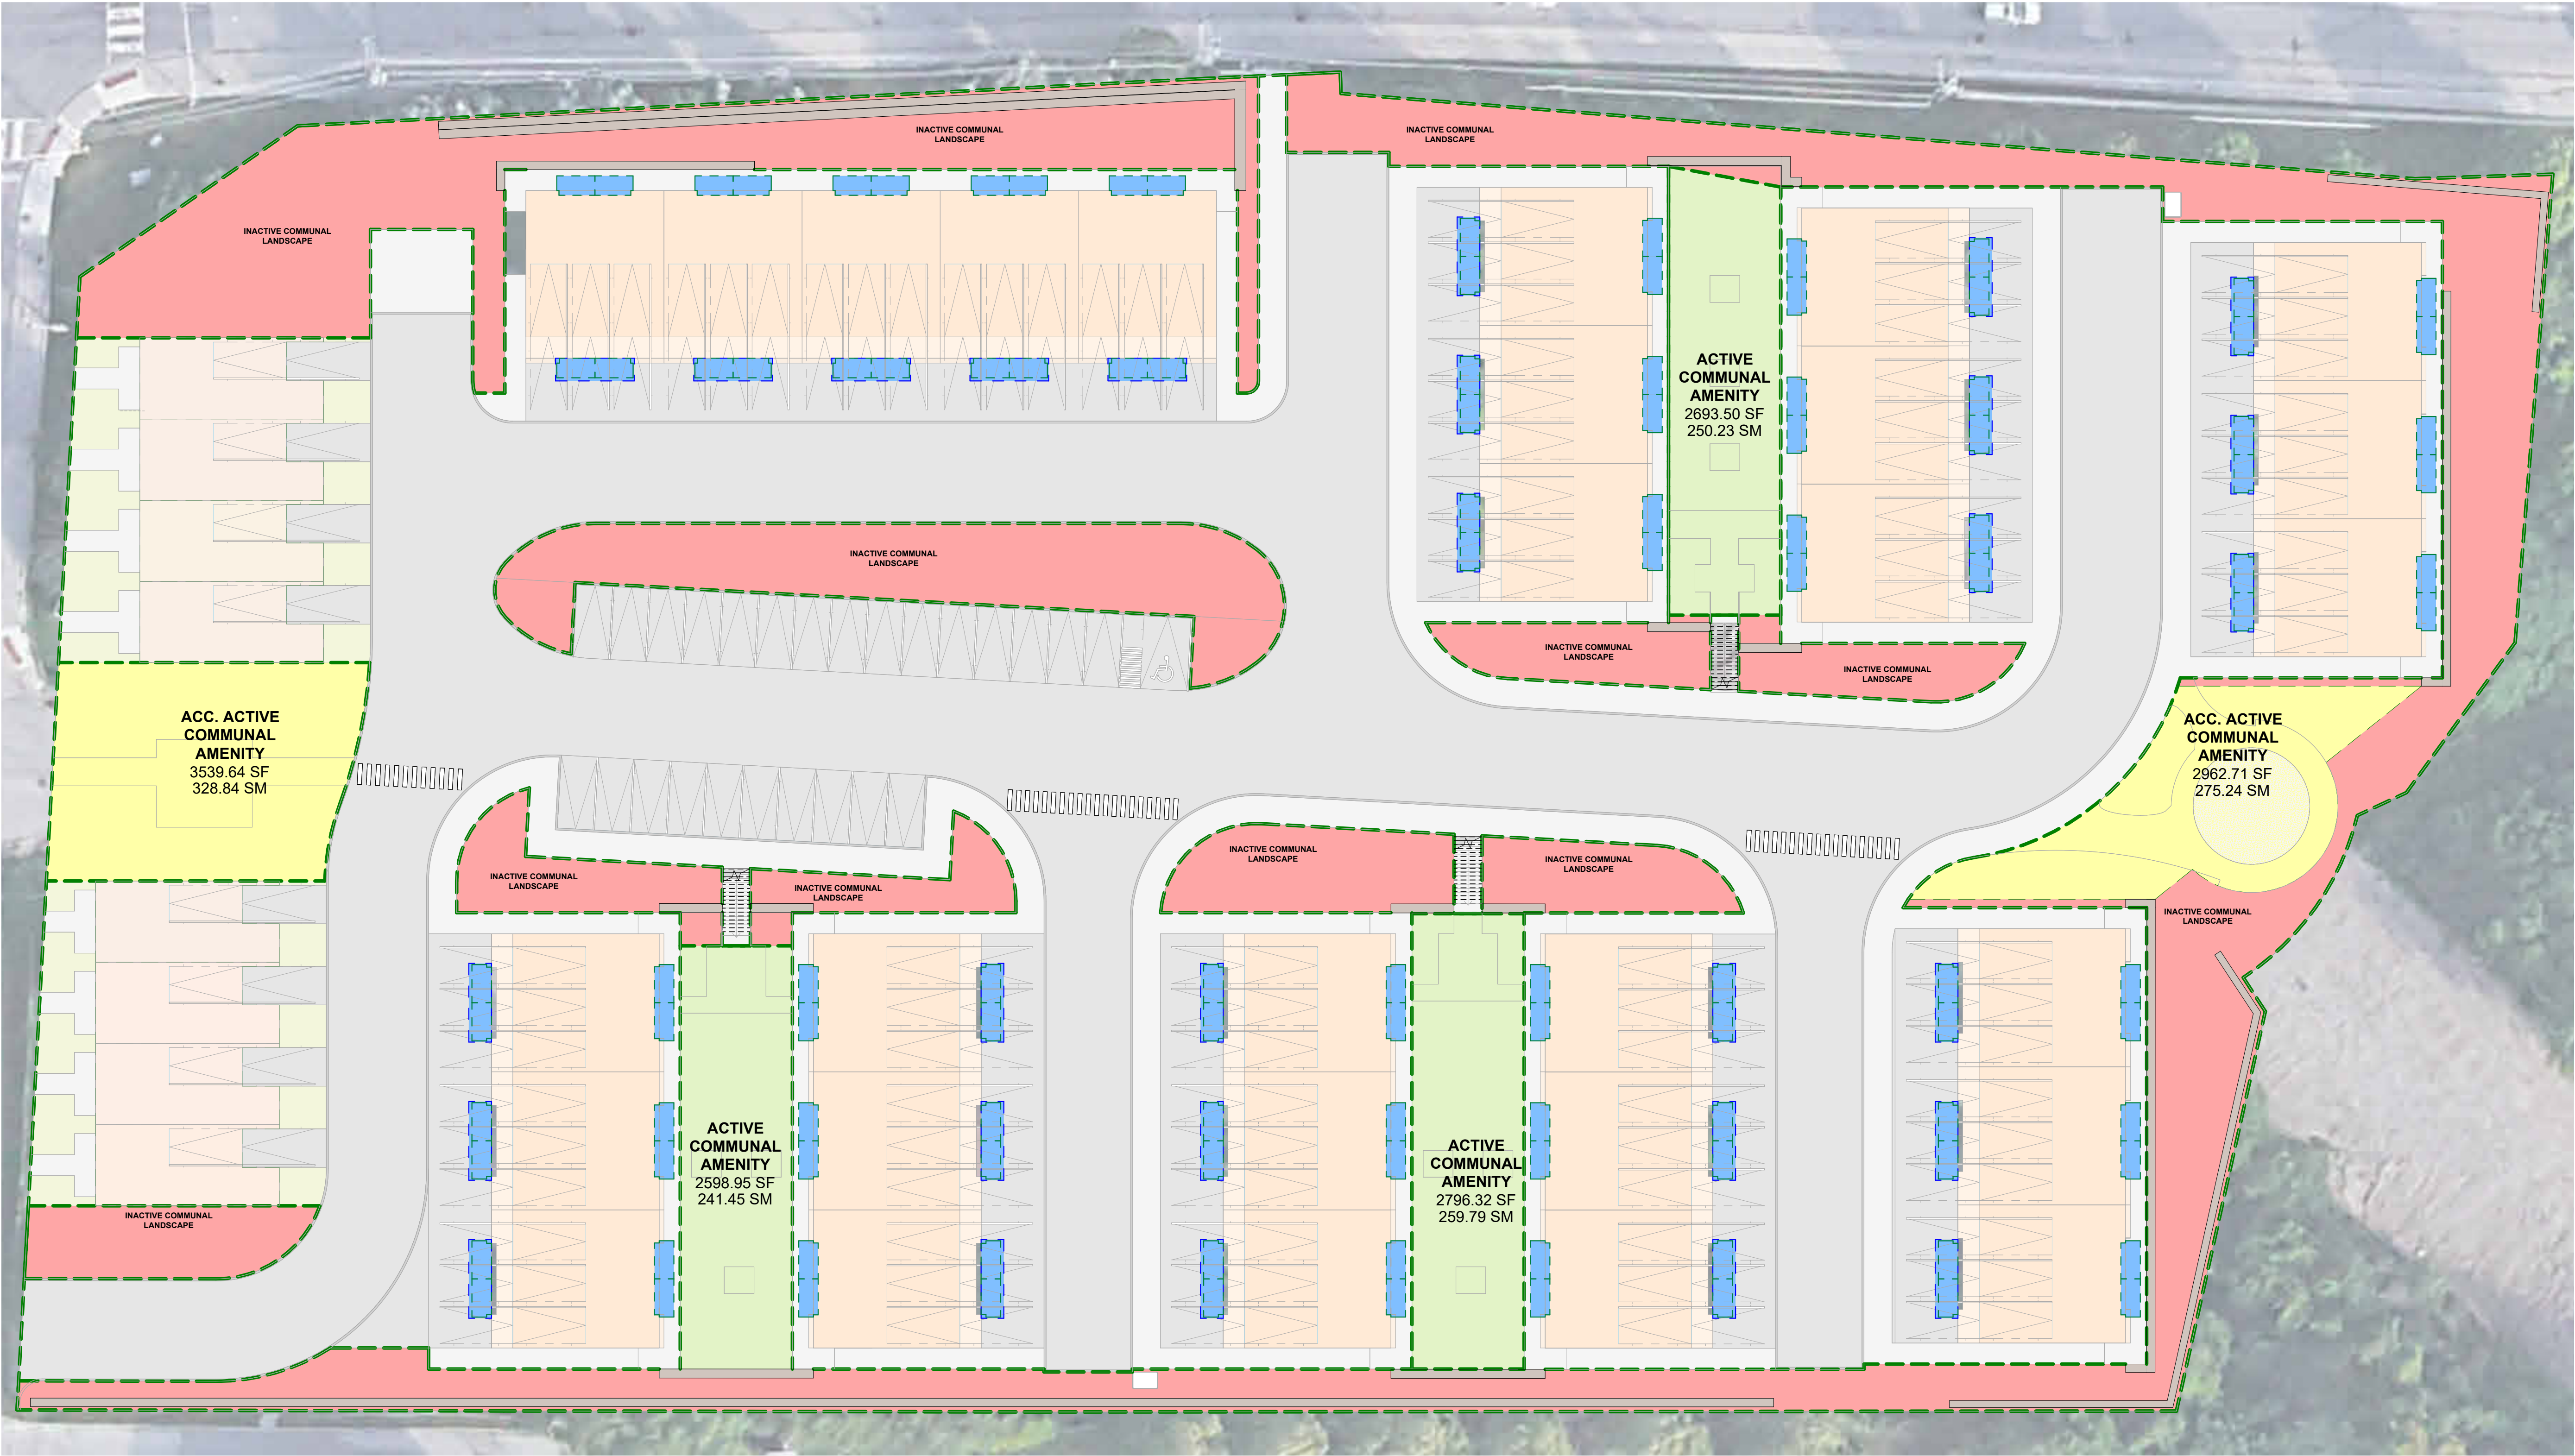 INACTIVE COMMUNAL
LANDSCAPE
INACTIVE COMMUNAL
LANDSCAPE
INACTIVE COMMUNAL
LANDSCAPE
ACTIVE
COMMUNAL
AMENITY
2693.50 SF
250.23 SM
INACTIVE COMMUNAL
LANDSCAPE
INACTIVE COMMUNAL
LANDSCAPE
INACTIVE COMMUNAL
LANDSCAPE
ACC. ACTIVE
COMMUNAL
AMENITY
3539.64 SF
328.84 SM
ACC. ACTIVE
COMMUNAL
AMENITY
2962.71 SF
275.24 SM
INACTIVE COMMUNAL
LANDSCAPE
INACTIVE COMMUNAL
LANDSCAPE
INACTIVE COMMUNAL
LANDSCAPE
INACTIVE COMMUNAL
LANDSCAPE
INACTIVE COMMUNAL
LANDSCAPE
ACTIVE
COMMUNAL
AMENITY
2598.95 SF
241.45 SM
ACTIVE
COMMUNAL
AMENITY
2796.32 SF
259.79 SM
INACTIVE COMMUNAL
LANDSCAPE